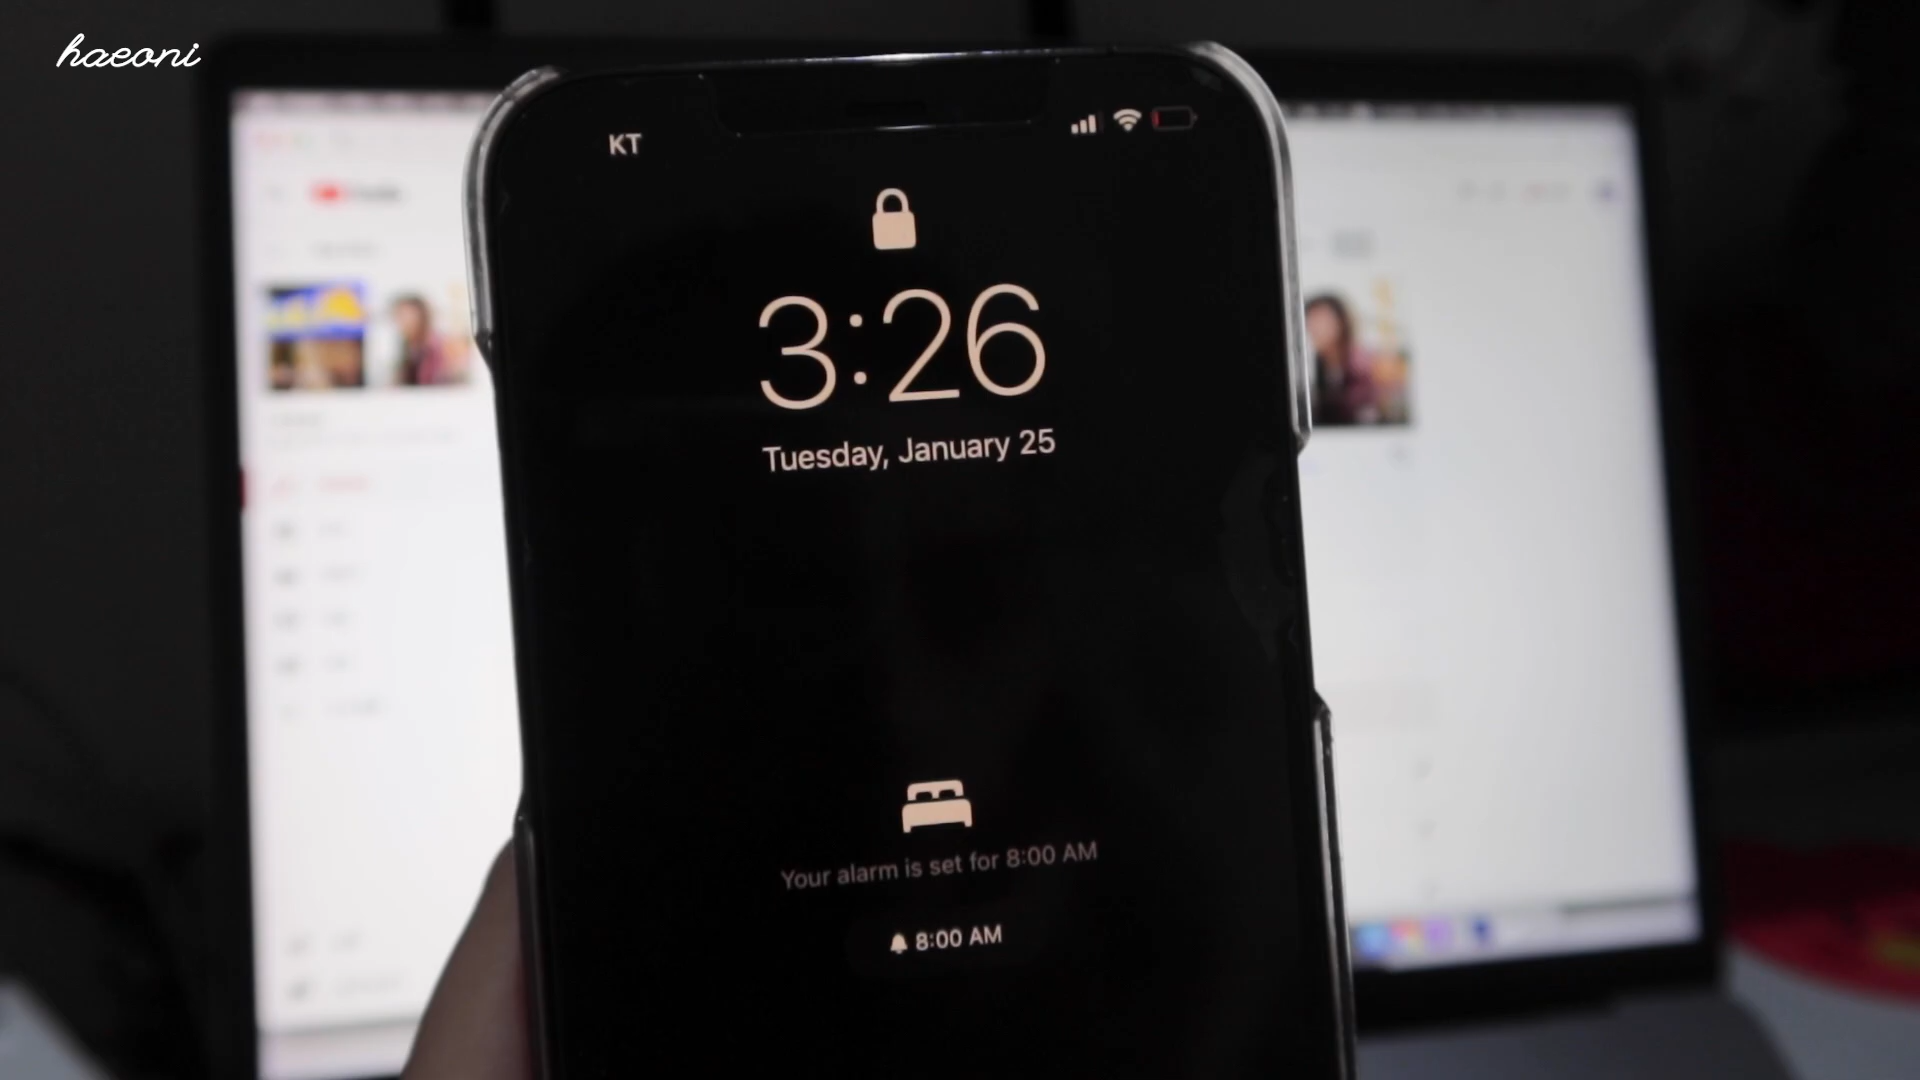 haeoni
KT
3:26
Tuesday, January 25
Your alarm is set for 8:00 AM
8:00 AM